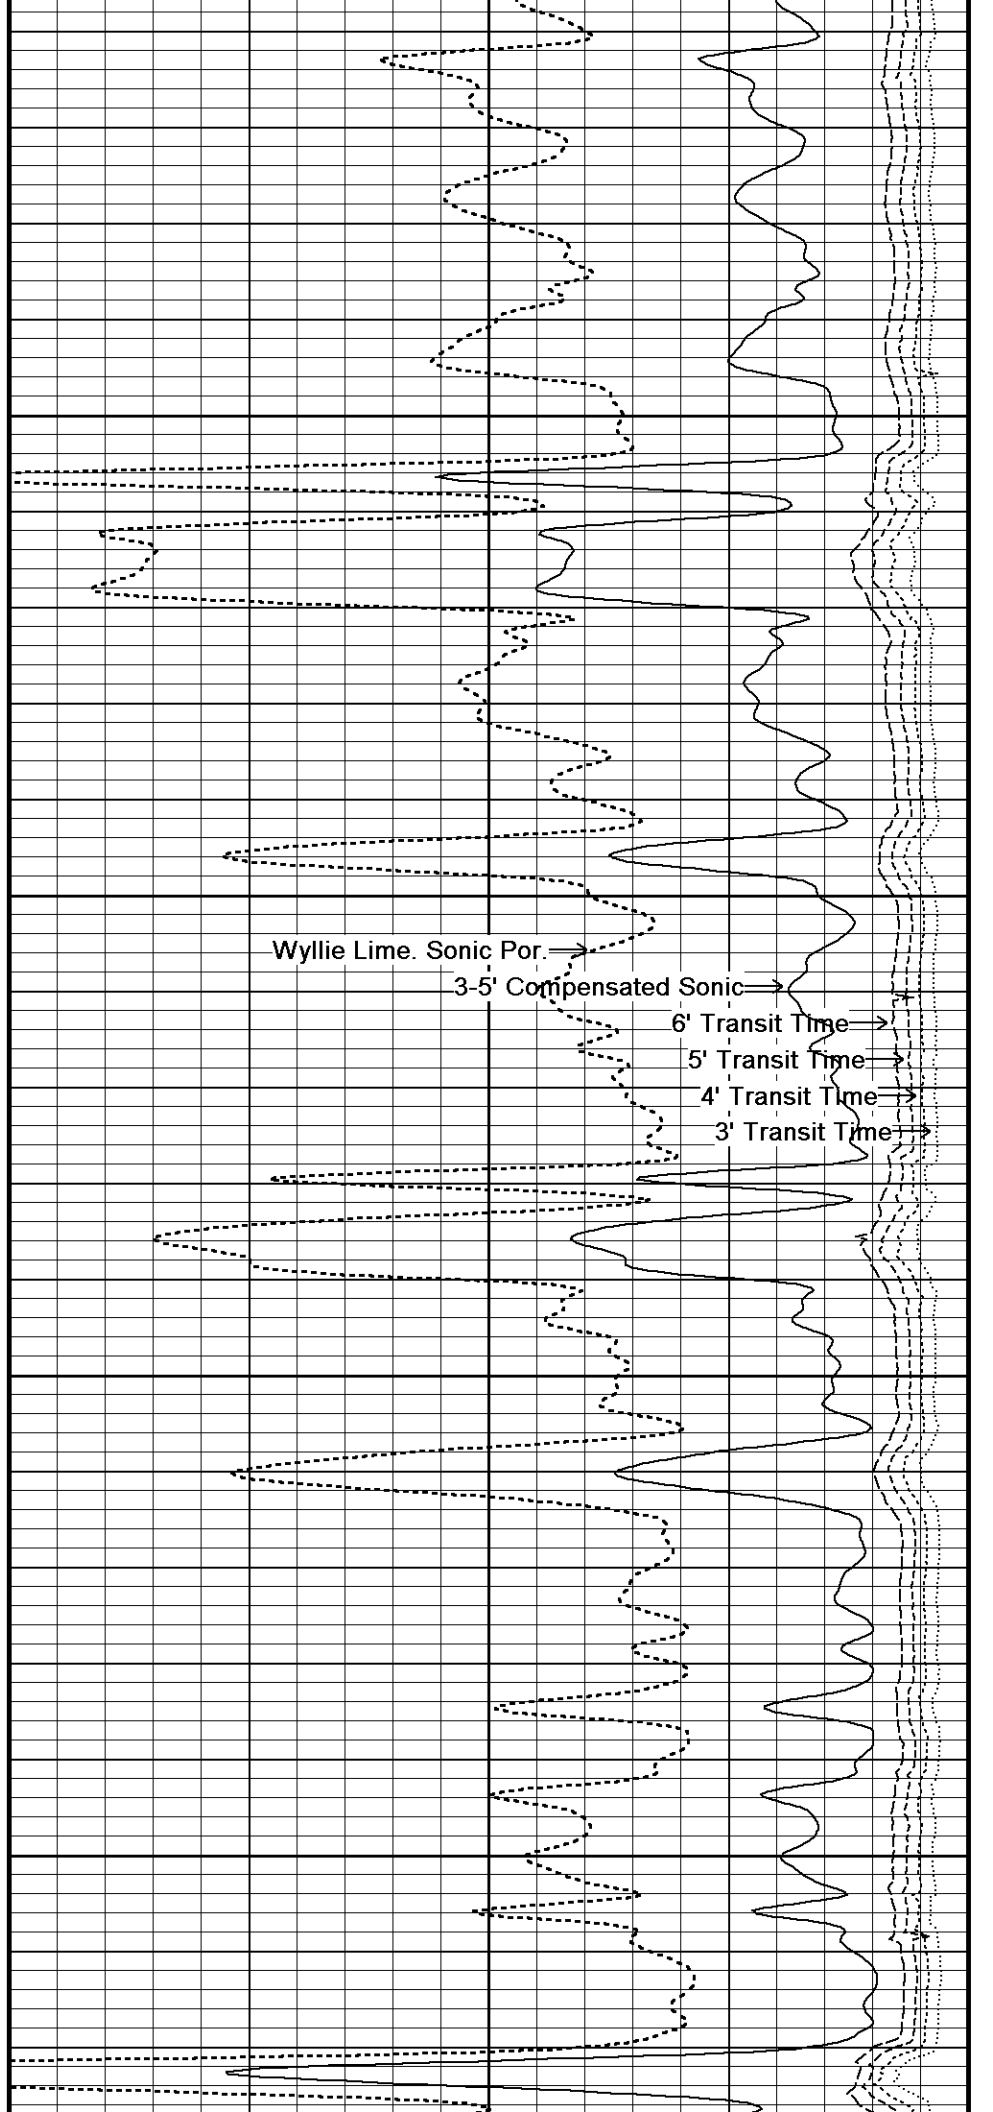 Wyllie Lime. Sonic Por.
3-5' Compensated Sonic
6' Transit Time
5' Transit Time
4' Transit Time
3' Transit Time